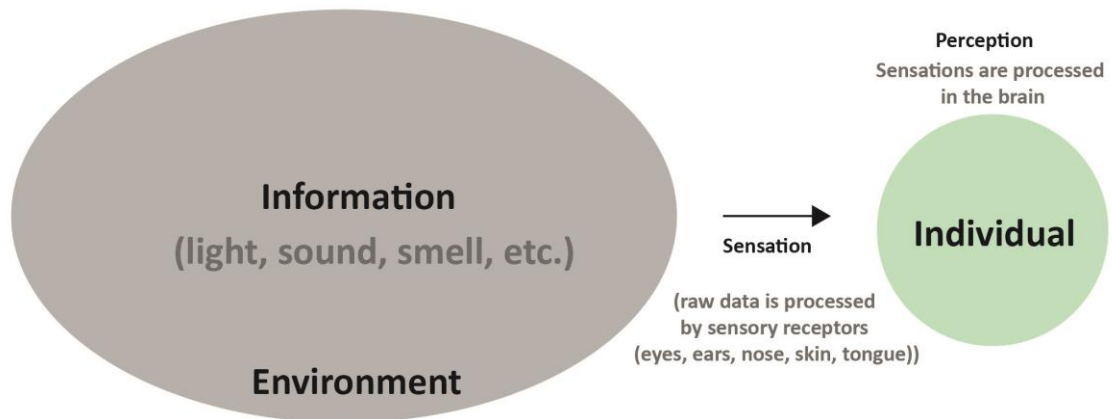 Information
(light, sound, smell, etc.)
Environment
Sensation
(raw data is processed
by sensory receptors
(eyes, ears, nose, skin, tongue))
Perception
Sensations are processed
in the brain
Individual